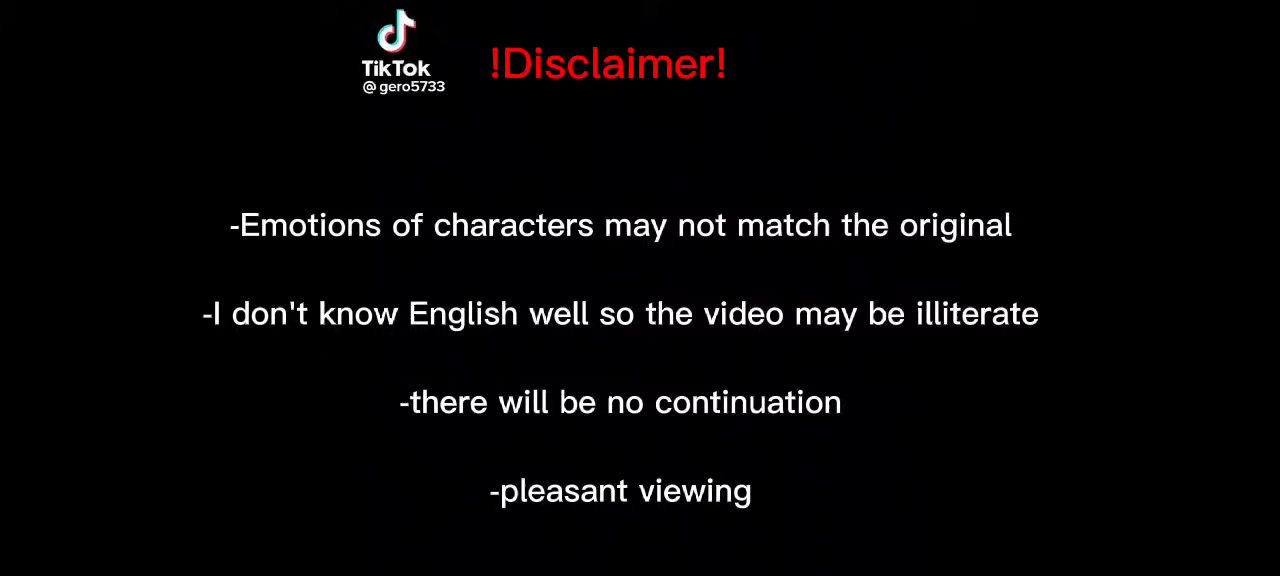 TikTok
@gero5733
!Disclaimer!
-Emotions of characters may not match the original
-I don't know English well so the video may be illiterate
-there will be no continuation
-pleasant viewing